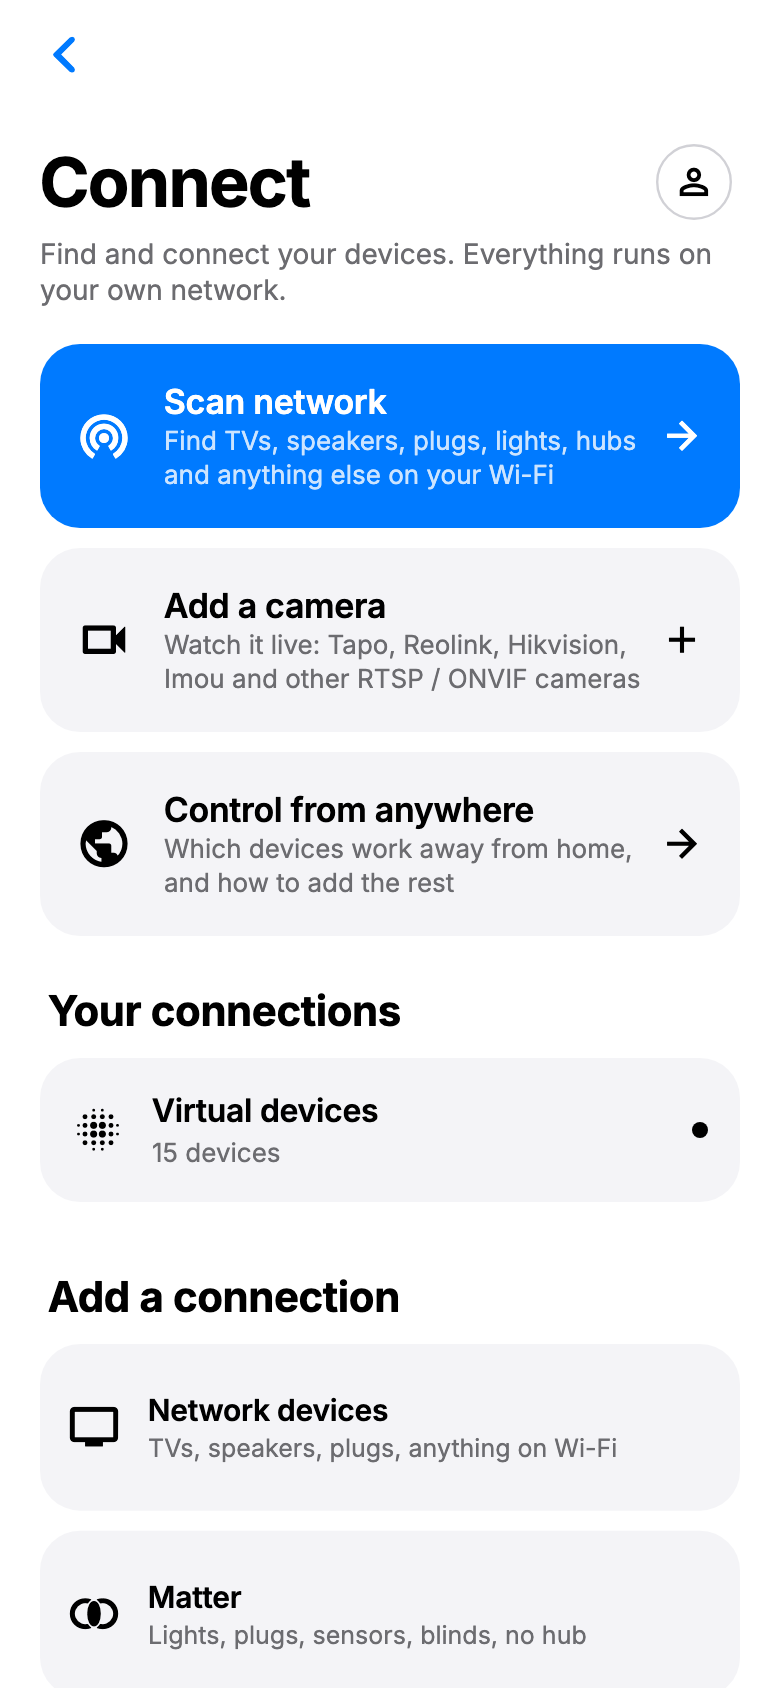 Connect
Find and connect your devices. Everything runs on
your own network.
Scan network
Find TVs, speakers, plugs, lights, hubs
and anything else on your Wi-Fi
Add a camera
Watch it live: Tapo, Reolink, Hikvision,
Imou and other RTSP / ONVIF cameras
Control from anywhere
Which devices work away from home,
and how to add the rest
Your connections
Virtual devices
15 devices
Add a connection
Network devices
TVs, speakers, plugs, anything on Wi-Fi
Matter
Lights, plugs, sensors, blinds, no hub